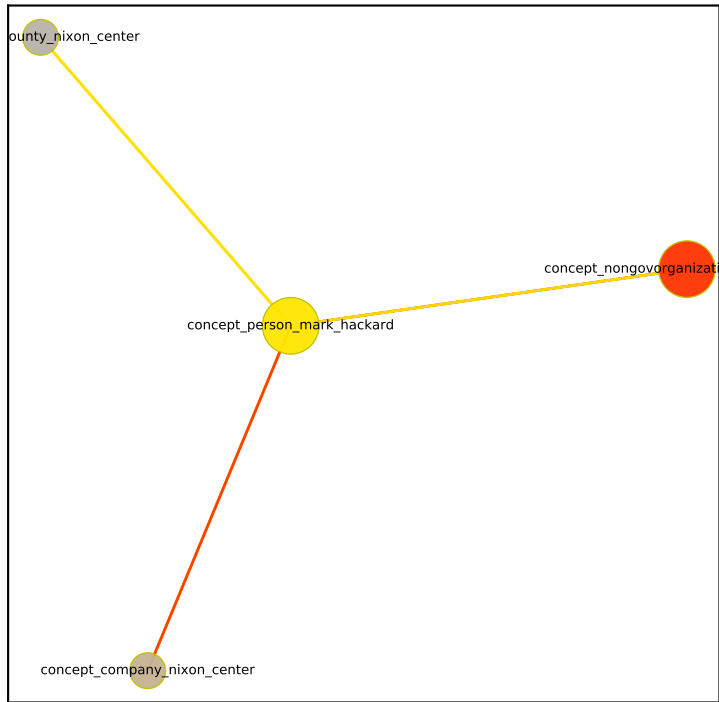 ounty_nixon_center
concept_nongovorganizati
concept_person_mark_hackard
concept_company_nixon_center